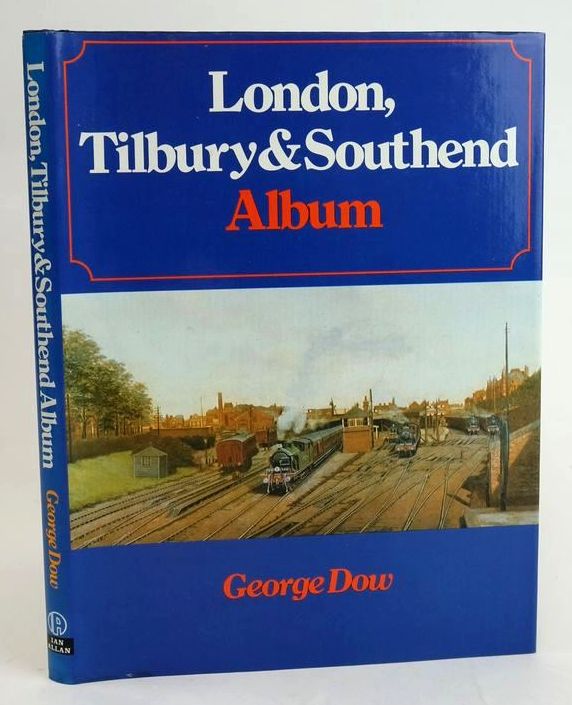 London,
Tilbury & Southend
Album
George Dow
London, Tilbury & Southend Album
George Dow
IAN
ALLAN